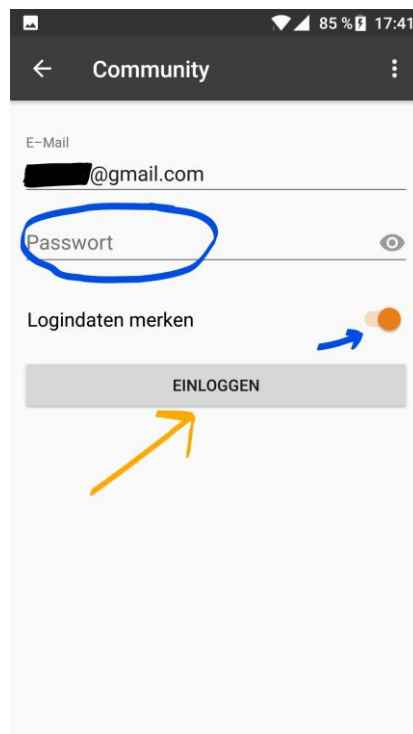 85 % 17:41
Community
E-Mail
@gmail.com
Passwort
Logindaten merken
EINLOGGEN